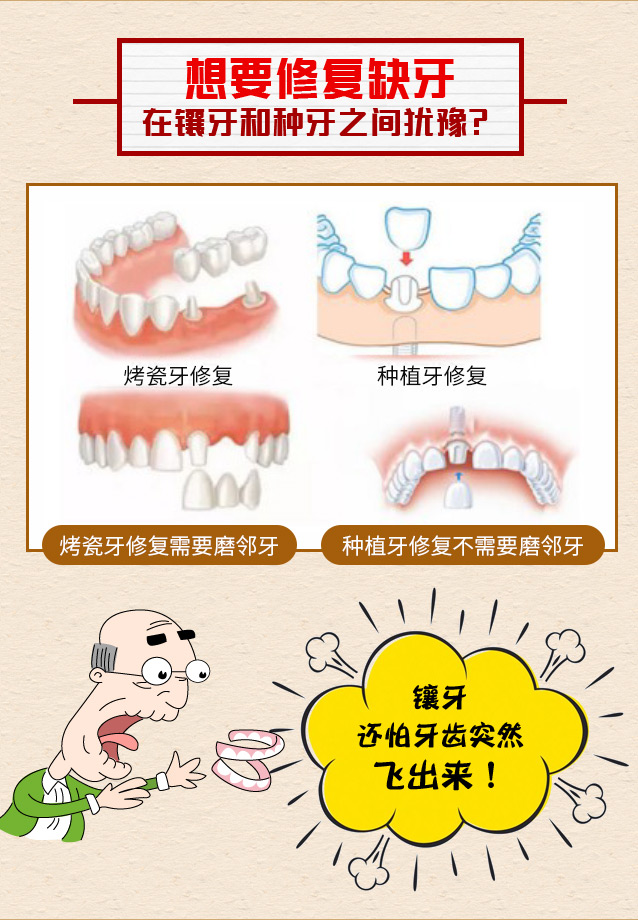 想要修复缺牙
在镶牙和种牙之间犹豫?
烤瓷牙修复
种植牙修复
烤瓷牙修复需要磨邻牙
种植牙修复不需要磨邻牙
镶牙
还怕牙齿突然
飞出来!